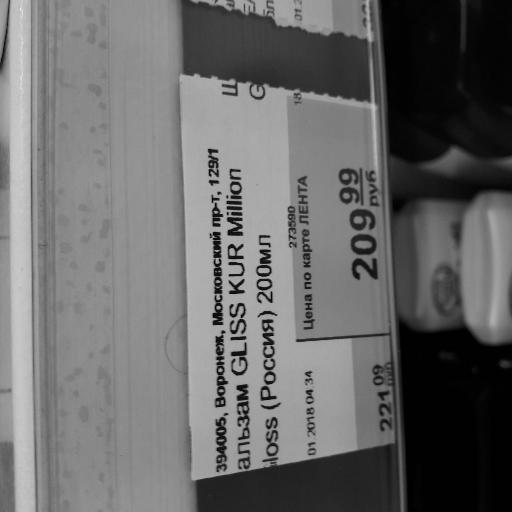 394005, Воронеж, Московский пр-т, 129/1
альзам GLISS KUR Million
loss (Россия) 200мл
273590
Цена по карте ЛЕНТА
209 99
руб
01.2018 04:34
221 09